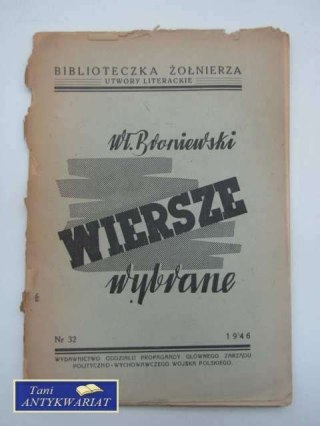 BIBLIOTECZKA ŻOŁNIERZA
UTWORY LITERACKIE
Wł. Broniewski
WIERSZE
wybrane
Nr 32
1946
WYDAWNICTWO ODDZIAŁU PROPAGANDY GŁÓWNEGO ZARZĄDU
POLITYCZNO-WYCHOWAWCZEGO WOJSKA POLSKIEGO.
Tani
ANTYKWARIAT